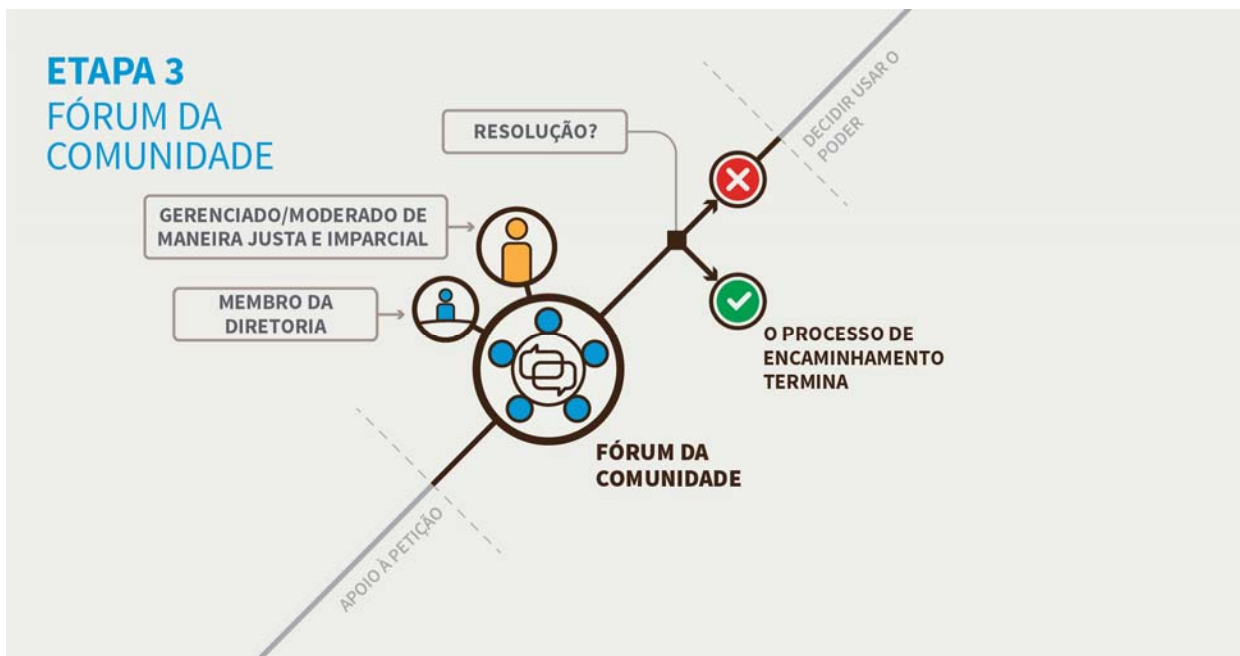 ETAPA 3
FÓRUM DA
COMUNIDADE
RESOLUÇÃO?
DECIDIR USAR O
PODER
GERENCIADO/MODERADO DE
MANEIRA JUSTA E IMPARCIAL
MEMBRO DA
DIRETORIA
O PROCESSO DE
ENCAMINHAMENTO
TERMINA
FÓRUM DA
COMUNIDADE
APOIO À PETIÇÃO